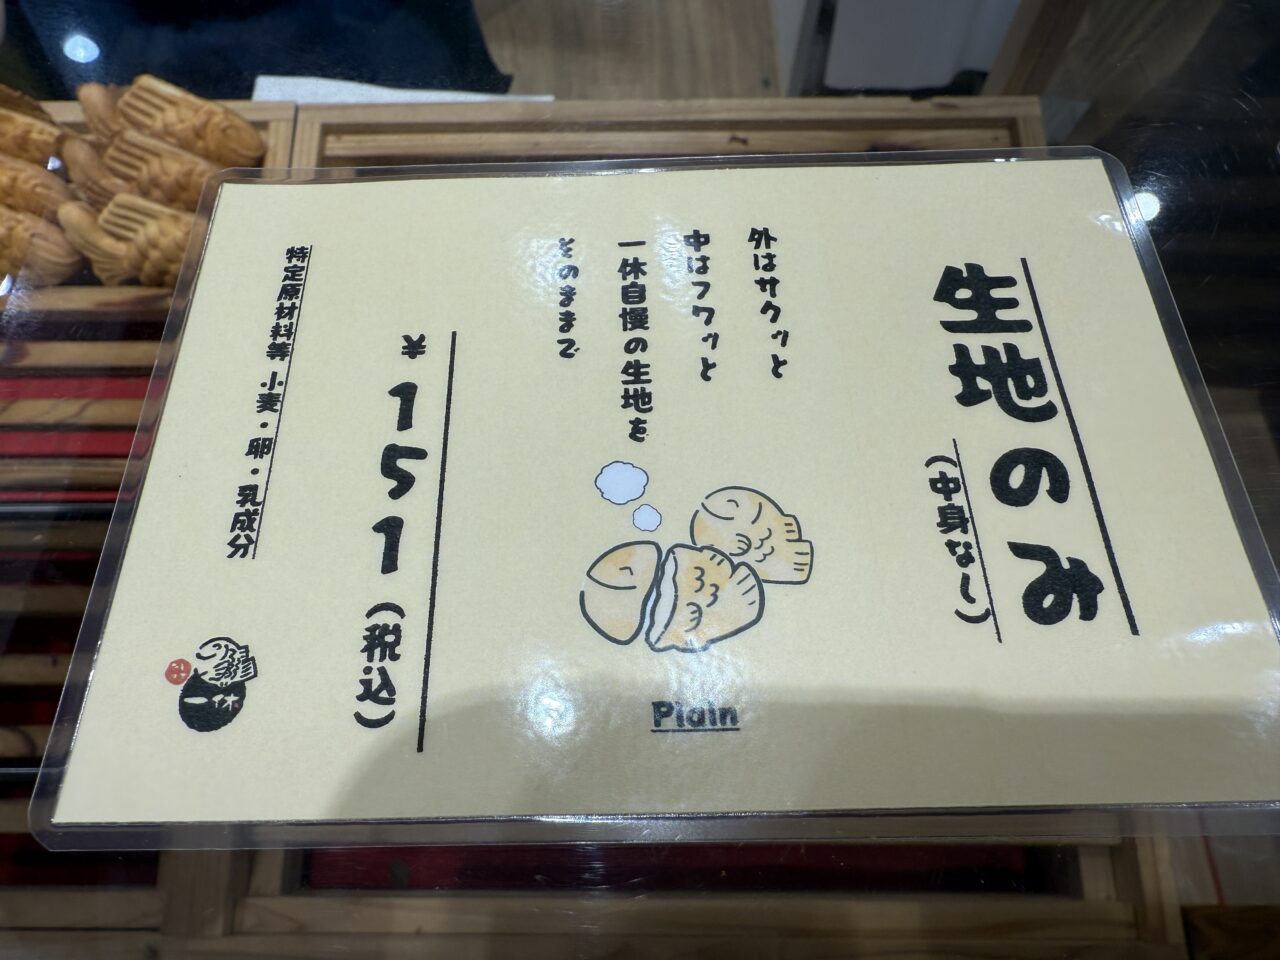 生地のみ
(中身なし)
外はサクッと
中はフワッと
一休自慢の生地を
そのままで
Plain
¥151(税込)
特定原材料等 小麦・卵・乳成分
一休